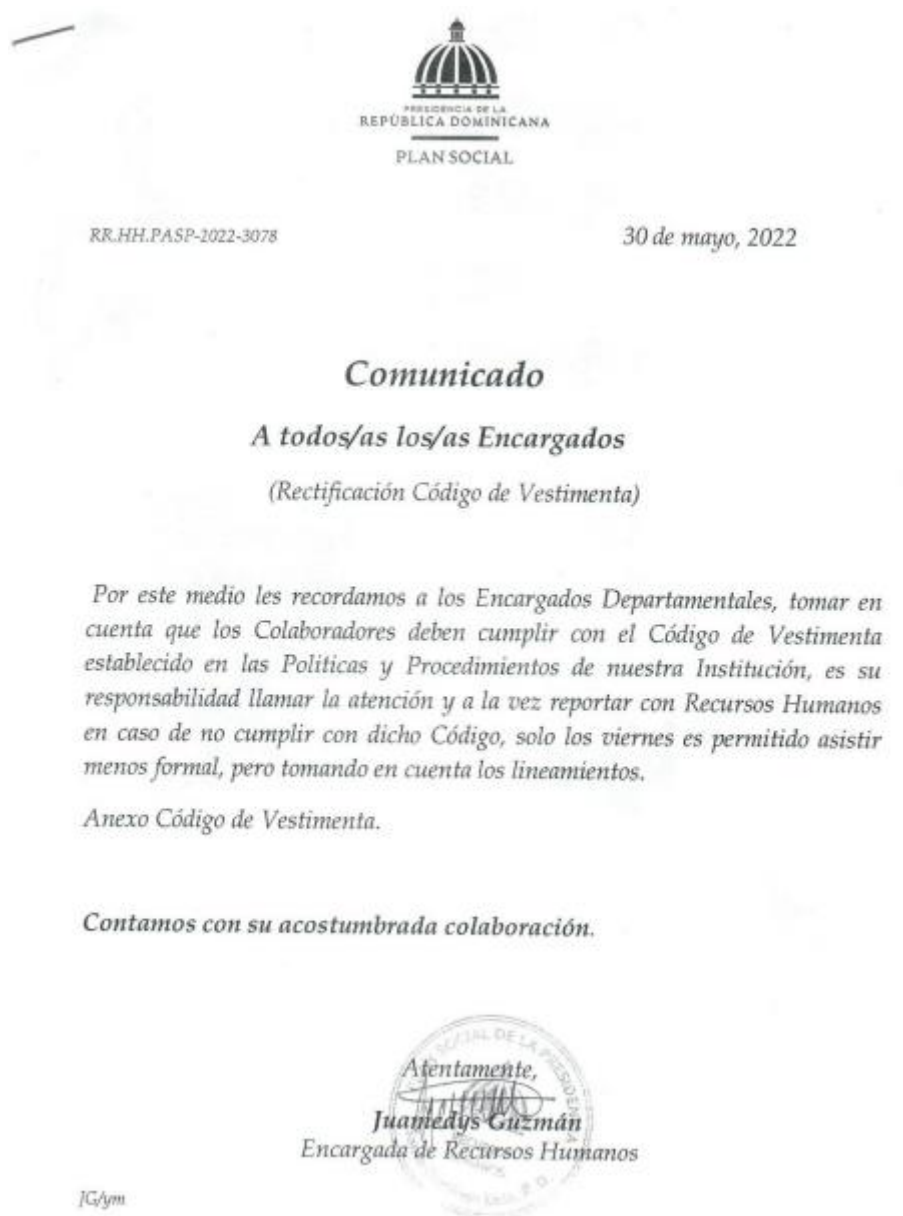 PRESIDENCIA DE LA
REPÚBLICA DOMINICANA
PLAN SOCIAL
RR.HH.PASP-2022-3078
30 de mayo, 2022
Comunicado
A todos/as los/as Encargados
(Rectificación Código de Vestimenta)
Por este medio les recordamos a los Encargados Departamentales, tomar en
cuenta que los Colaboradores deben cumplir con el Código de Vestimenta
establecido en las Politicas y Procedimientos de nuestra Institución, es su
responsabilidad llamar la atención y a la vez reportar con Recursos Humanos
en caso de no cumplir con dicho Código, solo los viernes es permitido asistir
menos formal, pero tomando en cuenta los lineamientos.
Anexo Código de Vestimenta.
Contamos con su acostumbrada colaboración.
SOCIAL DE LA PRESIDENCIA
Atentamente,
Juamedys Guzmán
Encargada de Recursos Humanos
JG/ym